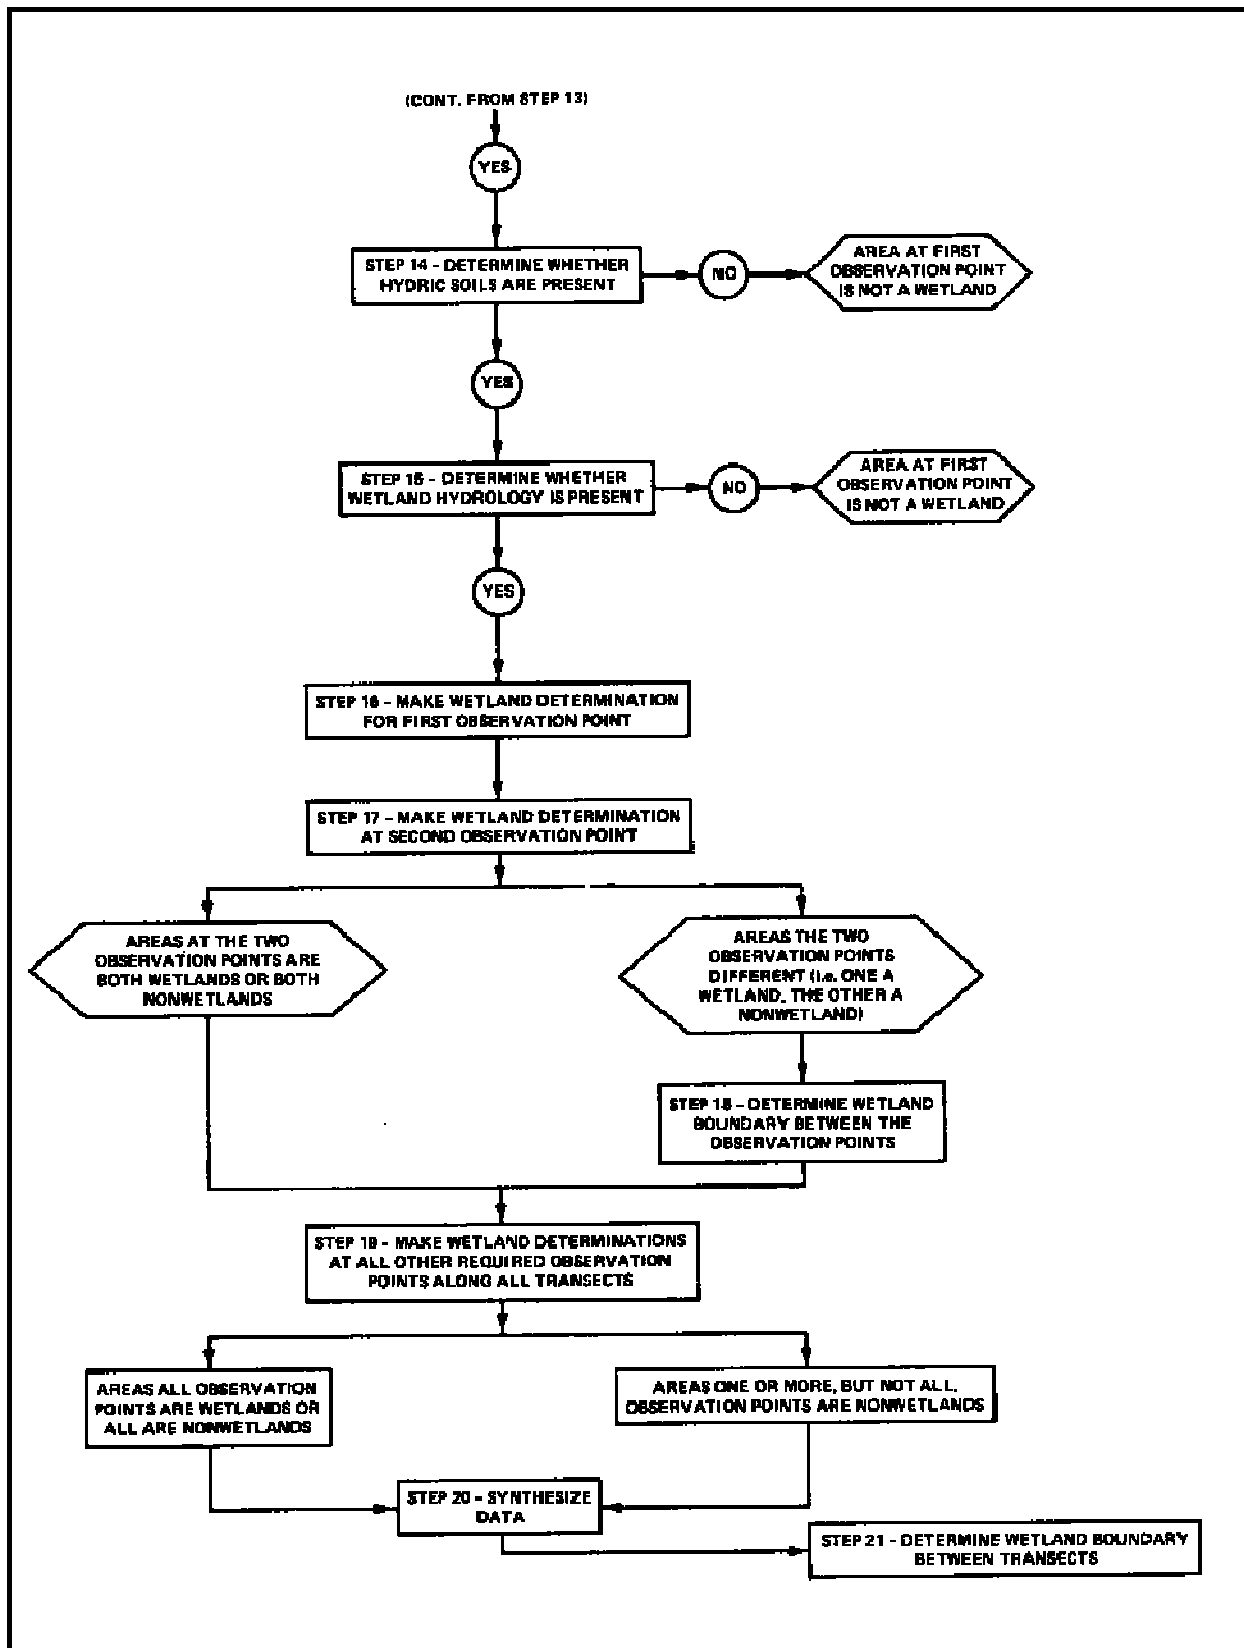 (CONT. FROM STEP 13)
YES
STEP 14 - DETERMINE WHETHER
HYDRIC SOILS ARE PRESENT
NO
AREA AT FIRST
OBSERVATION POINT
IS NOT A WETLAND
YES
STEP 15 - DETERMINE WHETHER
WETLAND HYDROLOGY IS PRESENT
NO
AREA AT FIRST
OBSERVATION POINT
IS NOT A WETLAND
YES
STEP 16 - MAKE WETLAND DETERMINATION
FOR FIRST OBSERVATION POINT
STEP 17 - MAKE WETLAND DETERMINATION
AT SECOND OBSERVATION POINT
AREAS AT THE TWO
OBSERVATION POINTS ARE
BOTH WETLANDS OR BOTH
NONWETLANDS
AREAS THE TWO
OBSERVATION POINTS
DIFFERENT (i.e. ONE A
WETLAND, THE OTHER A
NONWETLAND)
STEP 18 - DETERMINE WETLAND
BOUNDARY BETWEEN THE
OBSERVATION POINTS
STEP 19 - MAKE WETLAND DETERMINATIONS
AT ALL OTHER REQUIRED OBSERVATION
POINTS ALONG ALL TRANSECTS
AREAS ALL OBSERVATION
POINTS ARE WETLANDS OR
ALL ARE NONWETLANDS
AREAS ONE OR MORE, BUT NOT ALL,
OBSERVATION POINTS ARE NONWETLANDS
STEP 20 - SYNTHESIZE
DATA
STEP 21 - DETERMINE WETLAND BOUNDARY
BETWEEN TRANSECTS